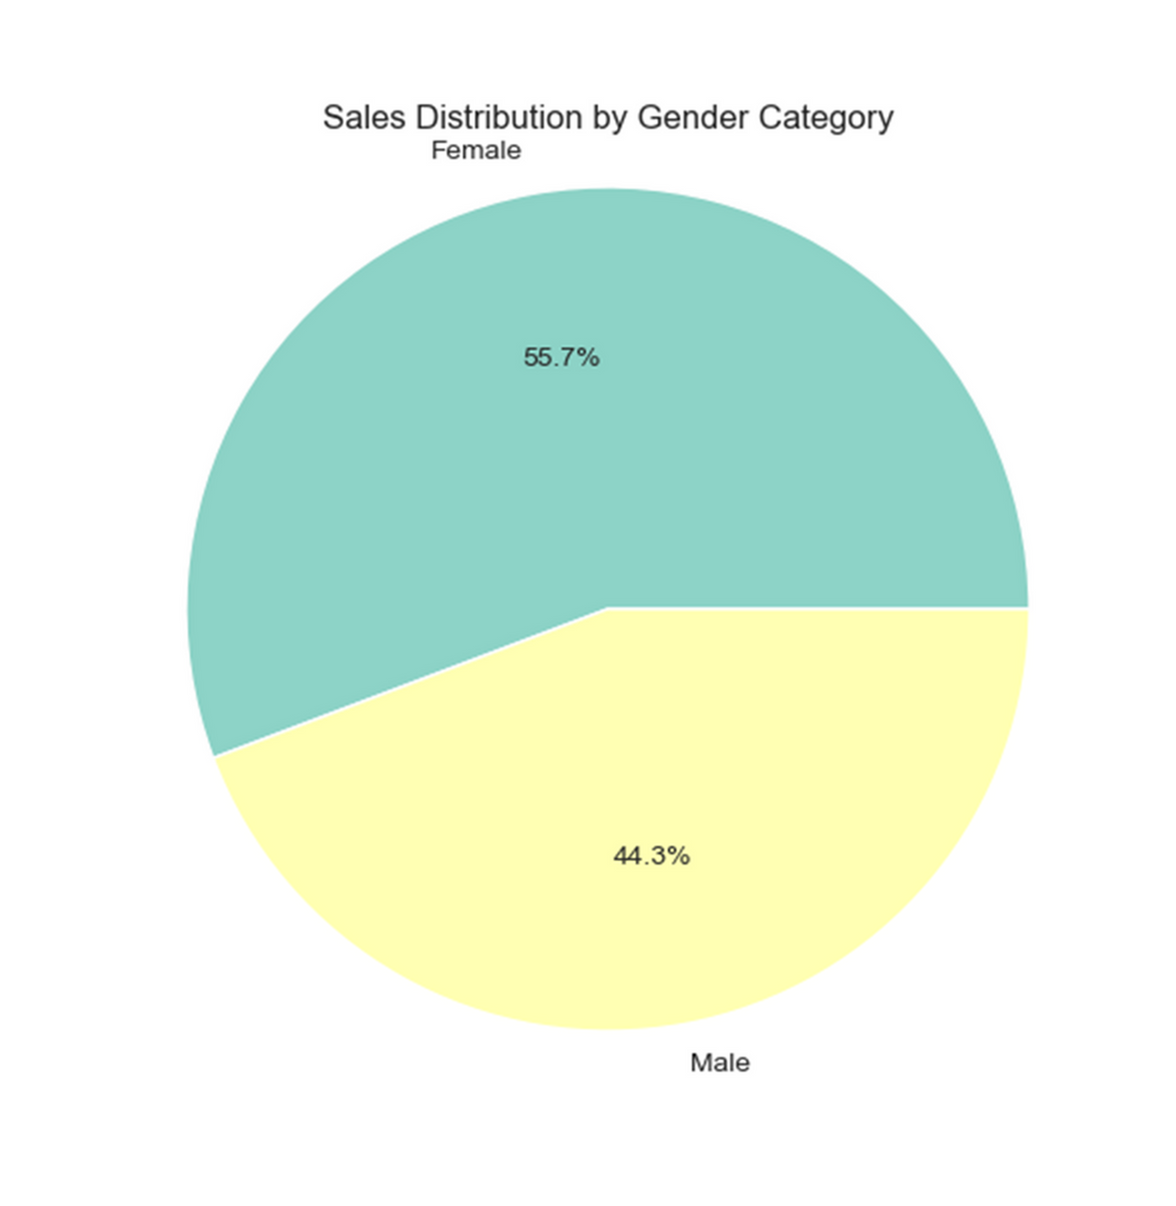 Sales Distribution by Gender Category
Female
55.7%
44.3%
Male